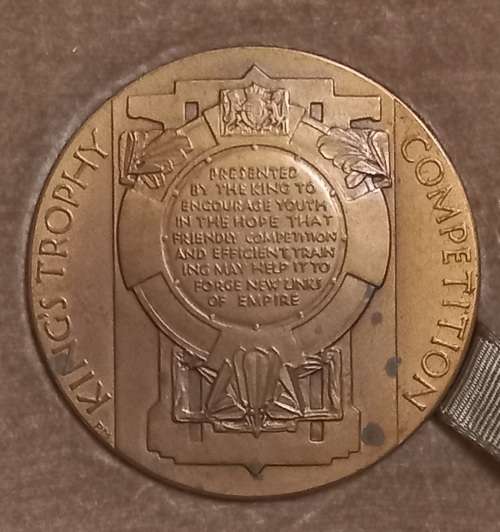 KING'S TROPHY
COMPETITION
PRESENTED
BY THE KING TO
ENCOURAGE YOUTH
IN THE HOPE THAT
FRIENDLY COMPETITION
AND EFFICIENT TRAIN
ING MAY HELP IT TO
FORGE NEW LINKS
OF EMPIRE